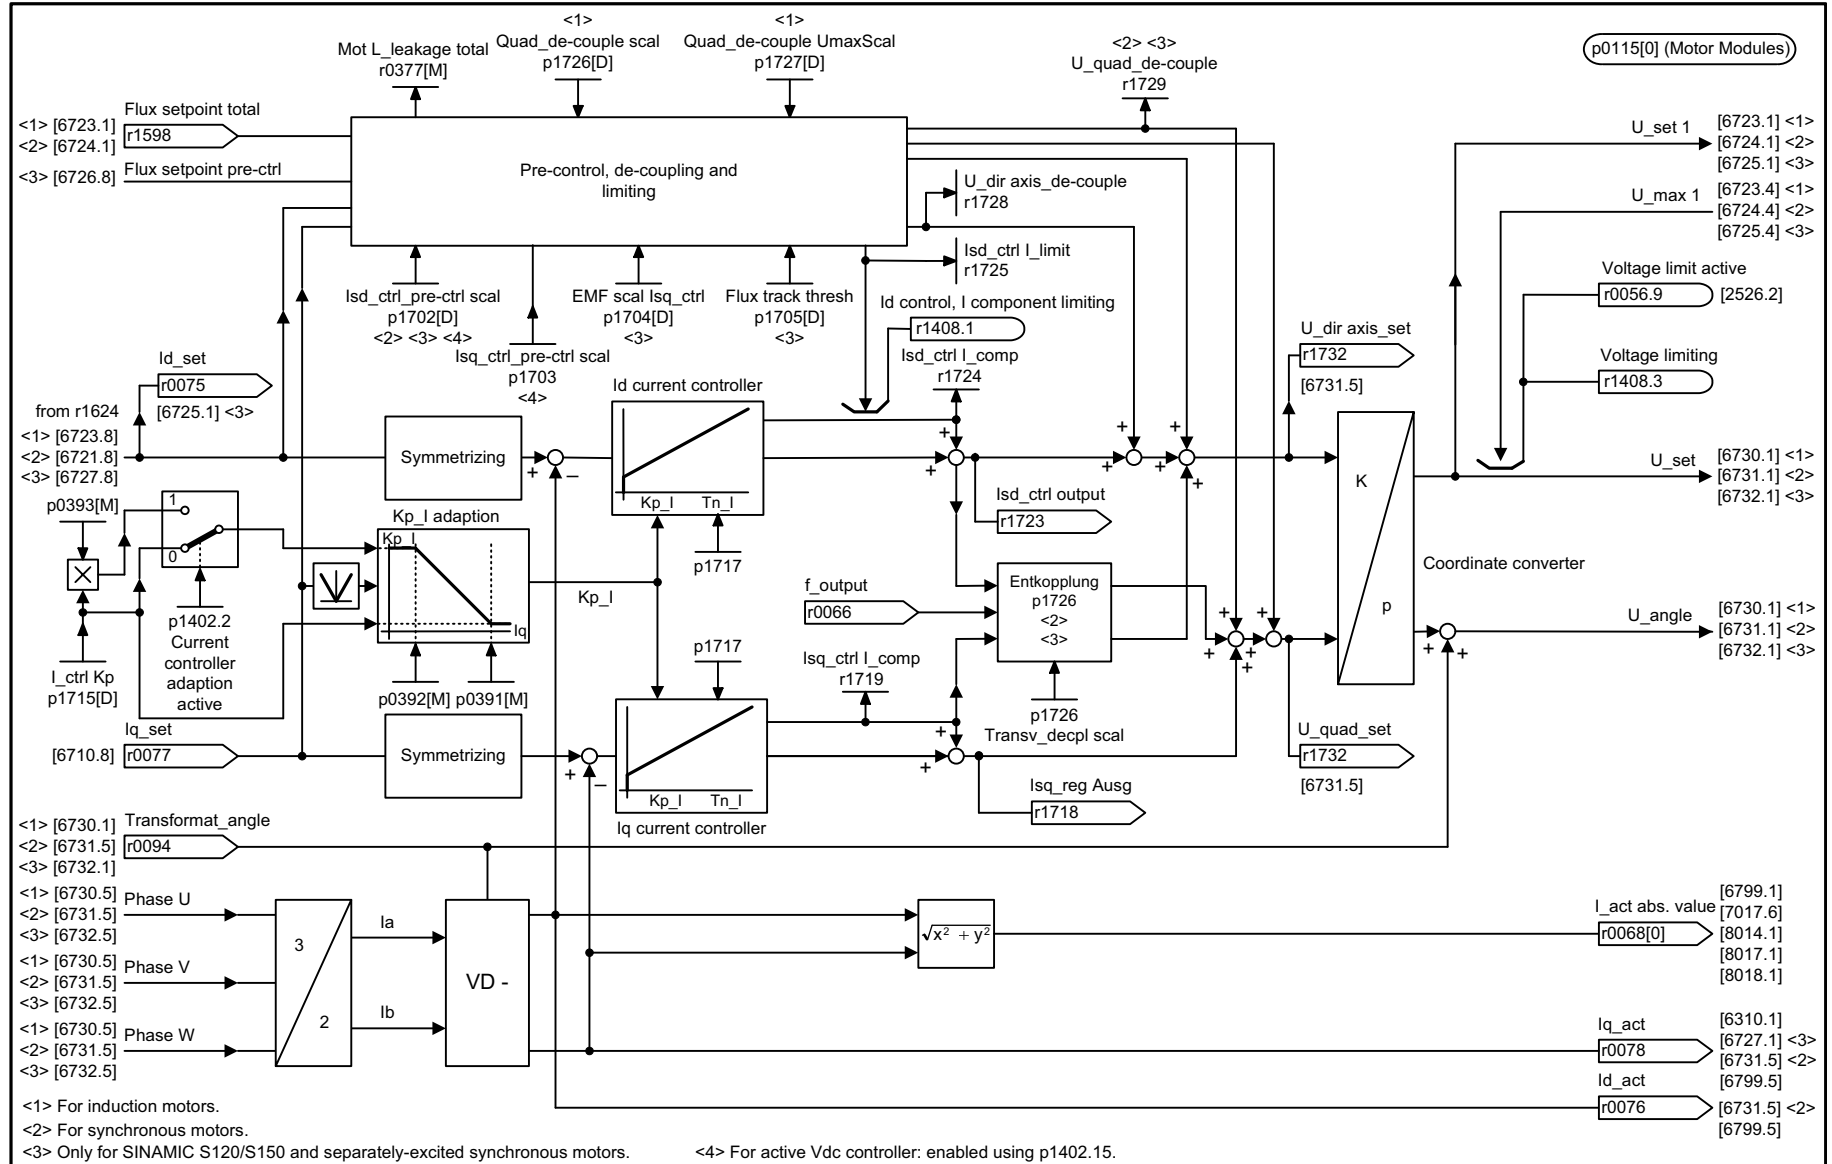 <1>
Quad_de-couple scal
p1726[D]
<1>
Quad_de-couple UmaxScal
p1727[D]
Mot L_leakage total
r0377[M]
<2> <3>
U_quad_de-couple
r1729
p0115[0] (Motor Modules)
Flux setpoint total
<1> [6723.1]
<2> [6724.1]
r1598
<3> [6726.8]
Flux setpoint pre-ctrl
Pre-control, de-coupling and
limiting
U_dir axis_de-couple
r1728
Isd_ctrl I_limit
r1725
U_set 1
[6723.1] <1>
[6724.1] <2>
[6725.1] <3>
U_max 1
[6723.4] <1>
[6724.4] <2>
[6725.4] <3>
Voltage limit active
r0056.9
[2526.2]
Voltage limiting
r1408.3
Isd_ctrl_pre-ctrl scal
p1702[D]
<2> <3> <4>
Isq_ctrl_pre-ctrl scal
p1703
<4>
EMF scal Isq_ctrl
p1704[D]
<3>
Flux track thresh
p1705[D]
<3>
Id control, I component limiting
r1408.1
Isd_ctrl I_comp
r1724
U_dir axis_set
r1732
[6731.5]
Id_set
r0075
[6725.1] <3>
from r1624
<1> [6723.8]
<2> [6721.8]
<3> [6727.8]
Symmetrizing
+
–
Id current controller
Kp_I
Tn_I
p1717
+
+
+
+
+
+
+
Isd_ctrl output
r1723
K
p
Coordinate converter
U_set
[6730.1] <1>
[6731.1] <2>
[6732.1] <3>
p0393[M]
1
0
p1402.2
Current
controller
adaption
active
I_ctrl Kp
p1715[D]
Kp_I adaption
Kp_I
Iq
p0392[M]
p0391[M]
Kp_I
f_output
r0066
Entkopplung
p1726
<2>
<3>
p1726
Transv_decpl scal
+
+
+
+
+
+
U_angle
[6730.1] <1>
[6731.1] <2>
[6732.1] <3>
+
+
Iq_set
[6710.8]
r0077
Symmetrizing
+
–
p1717
Kp_I
Tn_I
Iq current controller
Isq_ctrl I_comp
r1719
+
+
Isq_reg Ausg
r1718
U_quad_set
r1732
[6731.5]
Transformat_angle
<1> [6730.1]
<2> [6731.5]
<3> [6732.1]
r0094
<1> [6730.5]
<2> [6731.5]
<3> [6732.5]
Phase U
<1> [6730.5]
<2> [6731.5]
<3> [6732.5]
Phase V
<1> [6730.5]
<2> [6731.5]
<3> [6732.5]
Phase W
3
2
Ia
Ib
VD -
√x² + y²
I_act abs. value
r0068[0]
[6799.1]
[7017.6]
[8014.1]
[8017.1]
[8018.1]
Iq_act
r0078
[6310.1]
[6727.1] <3>
[6731.5] <2>
[6799.5]
Id_act
r0076
[6731.5] <2>
[6799.5]
<1> For induction motors.
<2> For synchronous motors.
<3> Only for SINAMIC S120/S150 and separately-excited synchronous motors.
<4> For active Vdc controller: enabled using p1402.15.